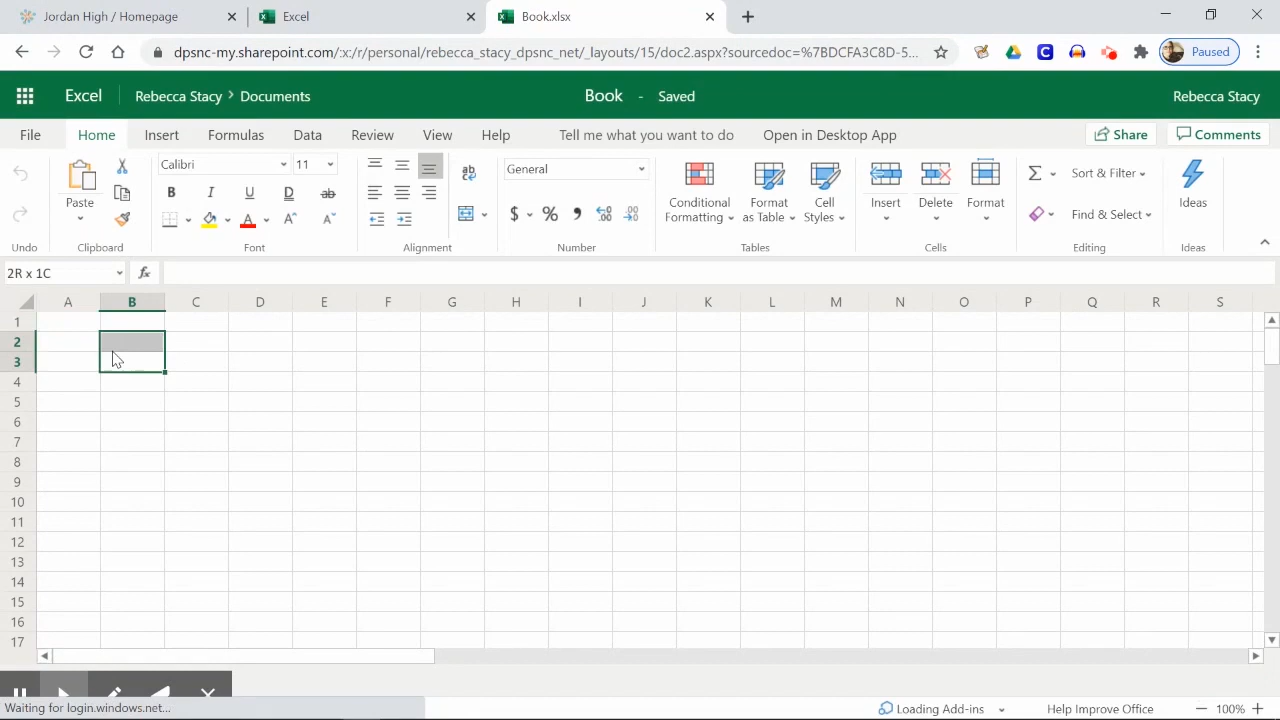 Jordan High / Homepage
Excel
Book.xlsx
dpsnc-my.sharepoint.com/:x:/r/personal/rebecca_stacy_dpsnc_net/_layouts/15/doc2.aspx?sourcedoc=%7BDCFA3C8D-5...
Paused
Excel
Rebecca Stacy > Documents
Book - Saved
Rebecca Stacy
File Home Insert Formulas Data Review View Help Tell me what you want to do Open in Desktop App Share Comments
Calibri 11
General
Sort & Filter
Find & Select
B I U D ab
ab
A A A
$ % 9
Paste
Conditional Formatting
Format as Table
Cell Styles
Insert
Delete
Format
Ideas
Undo Clipboard Font Alignment Number Tables Cells Editing Ideas
2R x 1C
fx
A B C D E F G H I J K L M N O P Q R S
1
2
3
4
5
6
7
8
9
10
11
12
13
14
15
16
17
Waiting for login.windows.net...
Loading Add-ins
Help Improve Office
100%